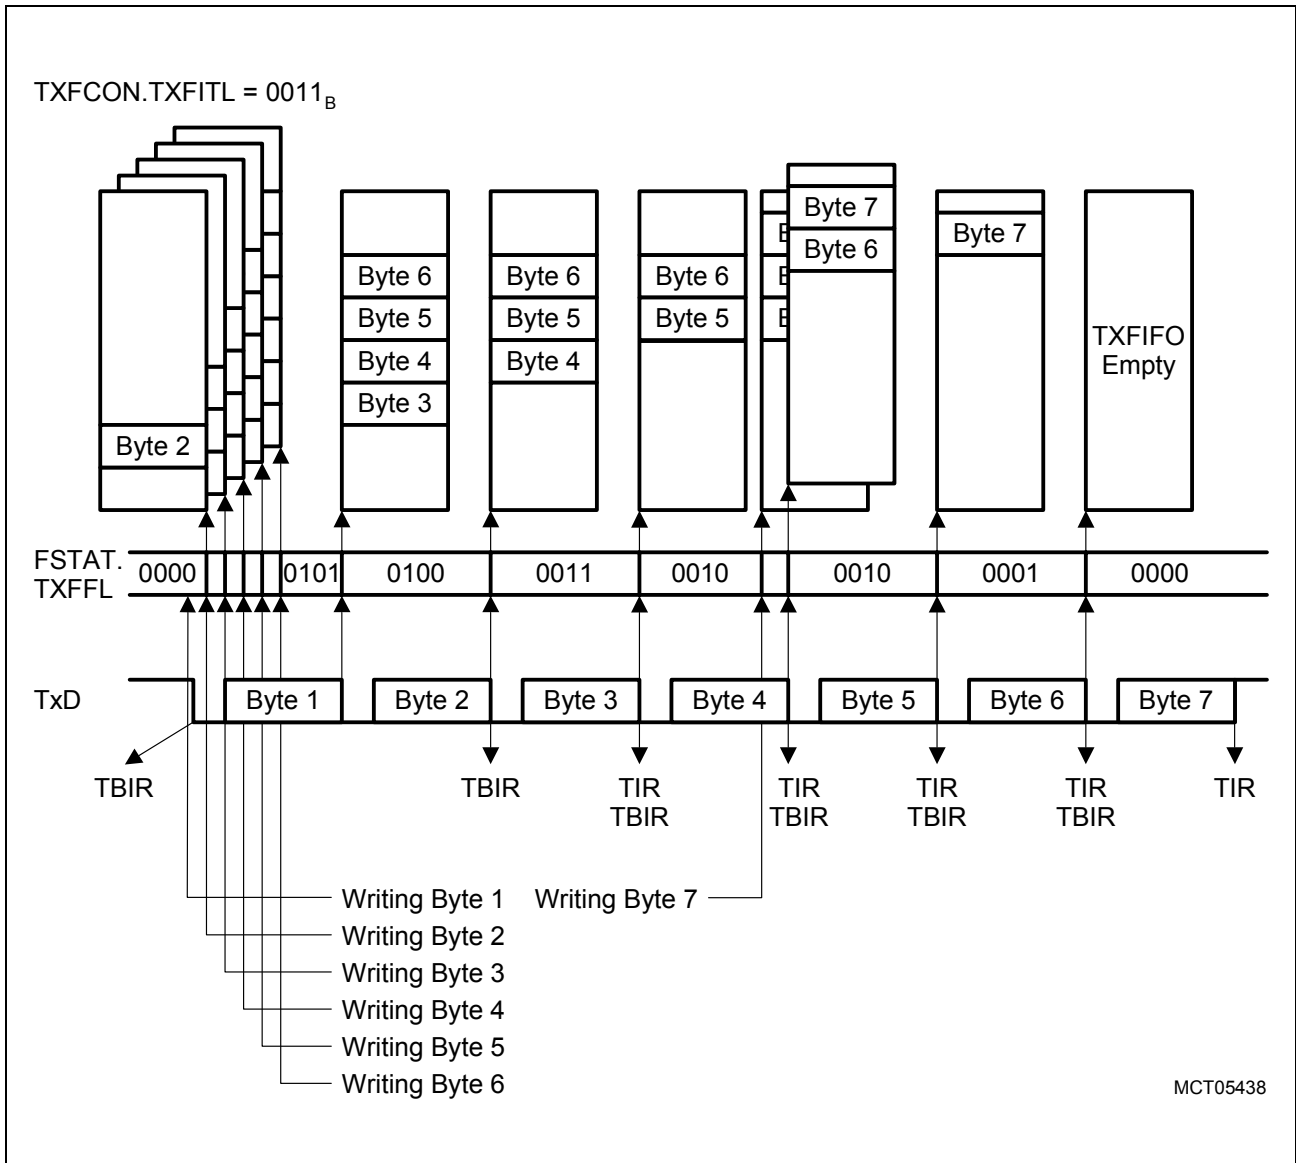 TXFCON.TXFITL = 0011B
Byte 2
Byte 6
Byte 5
Byte 4
Byte 3
Byte 6
Byte 5
Byte 4
Byte 6
Byte 5
Byte 7
Byte 6
Byte 7
TXFIFO
Empty
FSTAT.
TXFFL
0000 0101 0100 0011 0010 0010 0001 0000
TxD Byte 1 Byte 2 Byte 3 Byte 4 Byte 5 Byte 6 Byte 7
TBIR TBIR TIR TIR TIR TIR TIR
TBIR TBIR TBIR TBIR
Writing Byte 1 Writing Byte 7
Writing Byte 2
Writing Byte 3
Writing Byte 4
Writing Byte 5
Writing Byte 6
MCT05438